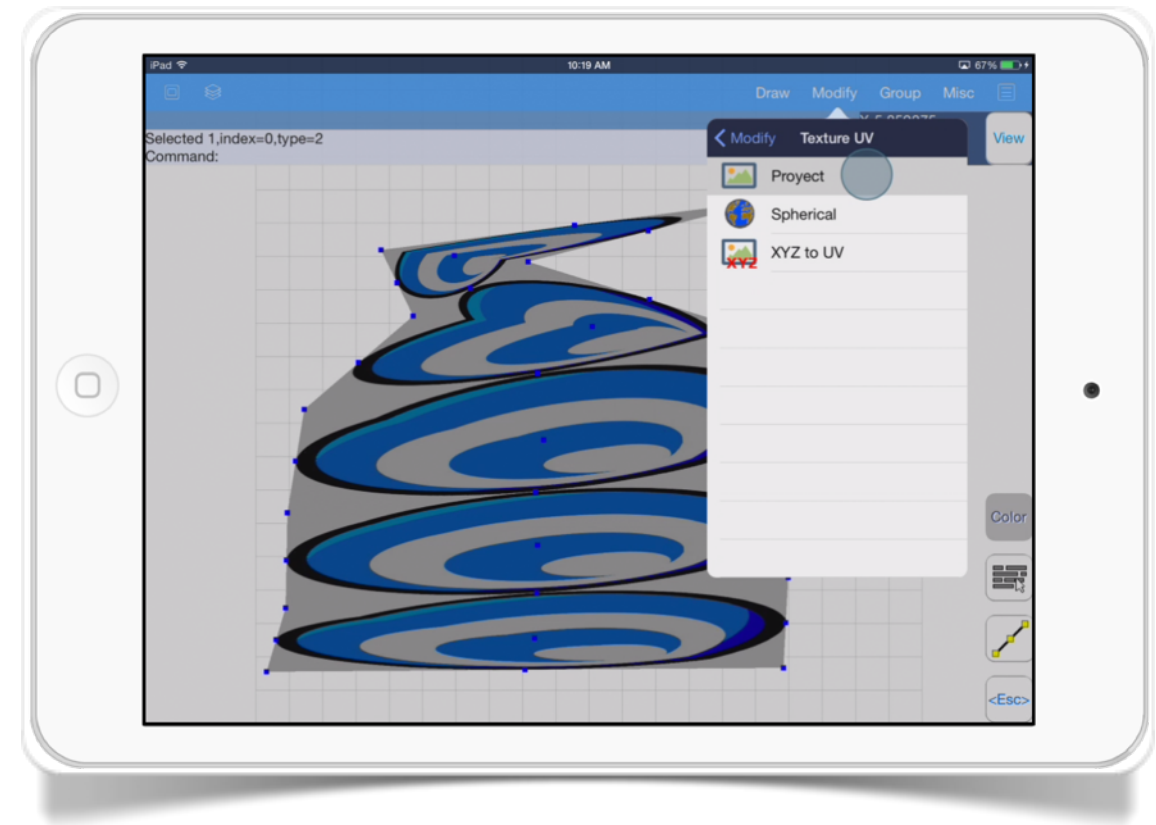 iPad 10:19 AM 67%
Draw Modify Group Misc
Selected 1,index=0,type=2
Command:
Modify Texture UV
View
Proyect
Spherical
XYZ to UV
XYZ
Color
<Esc>